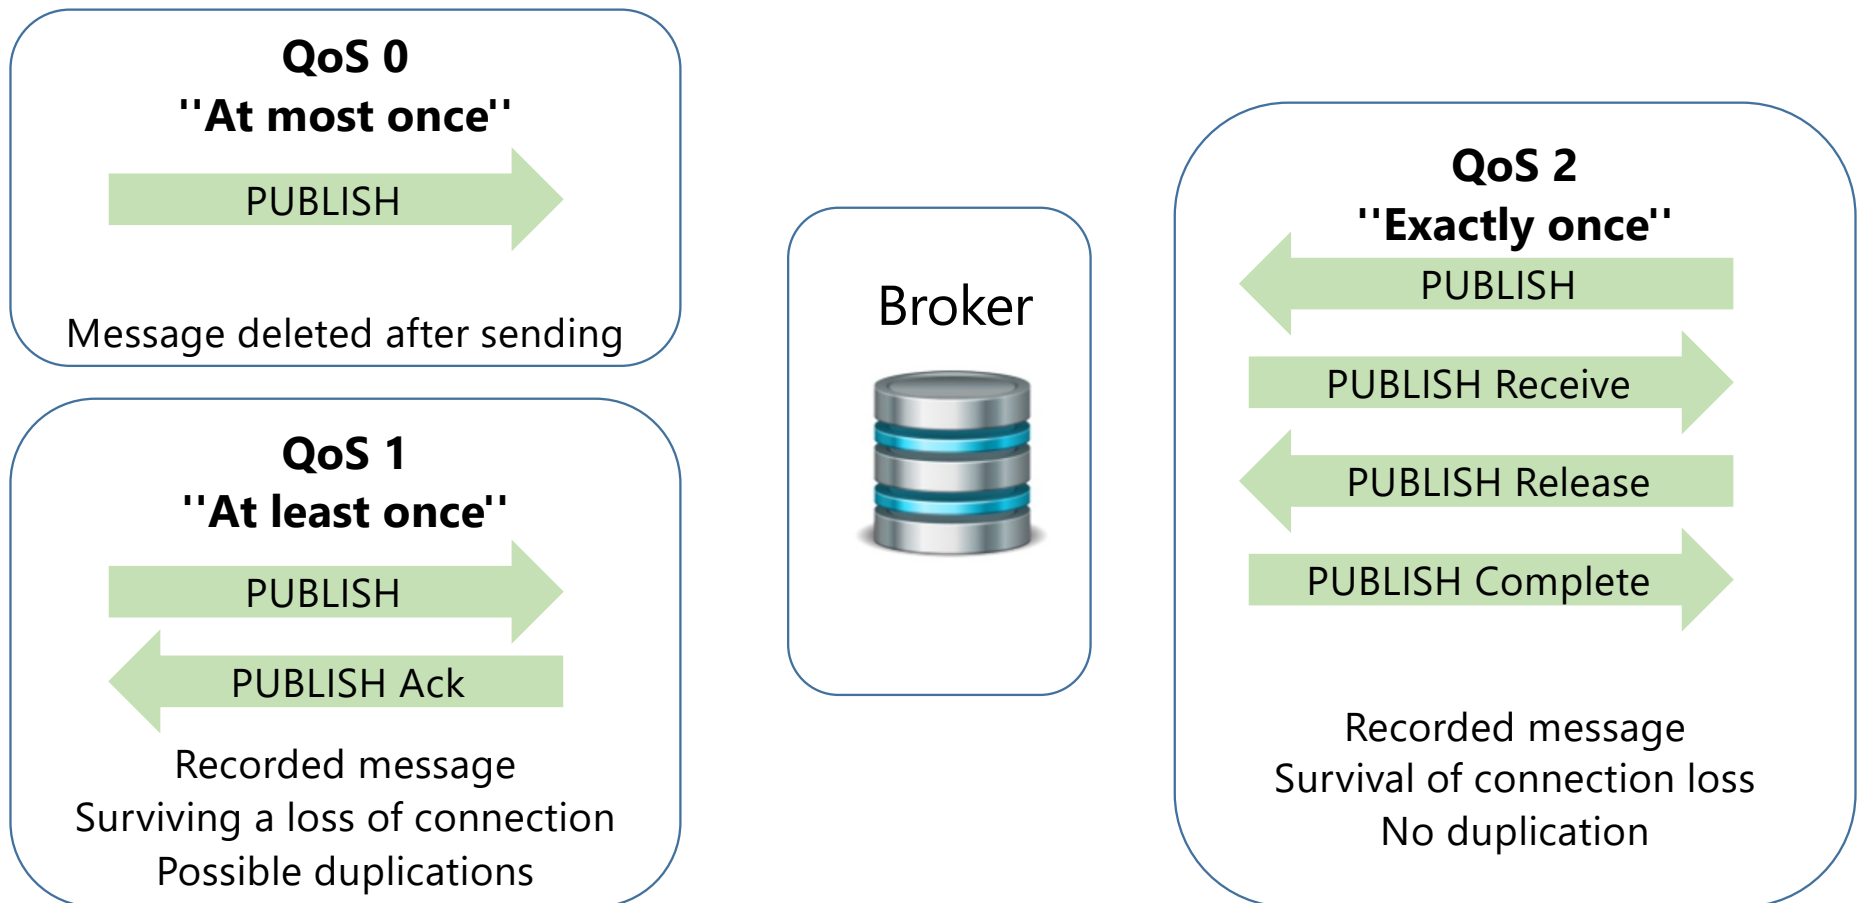 QoS 0
''At most once''
PUBLISH
Message deleted after sending
QoS 1
''At least once''
PUBLISH
PUBLISH Ack
Recorded message
Surviving a loss of connection
Possible duplications
Broker
QoS 2
''Exactly once''
PUBLISH
PUBLISH Receive
PUBLISH Release
PUBLISH Complete
Recorded message
Survival of connection loss
No duplication